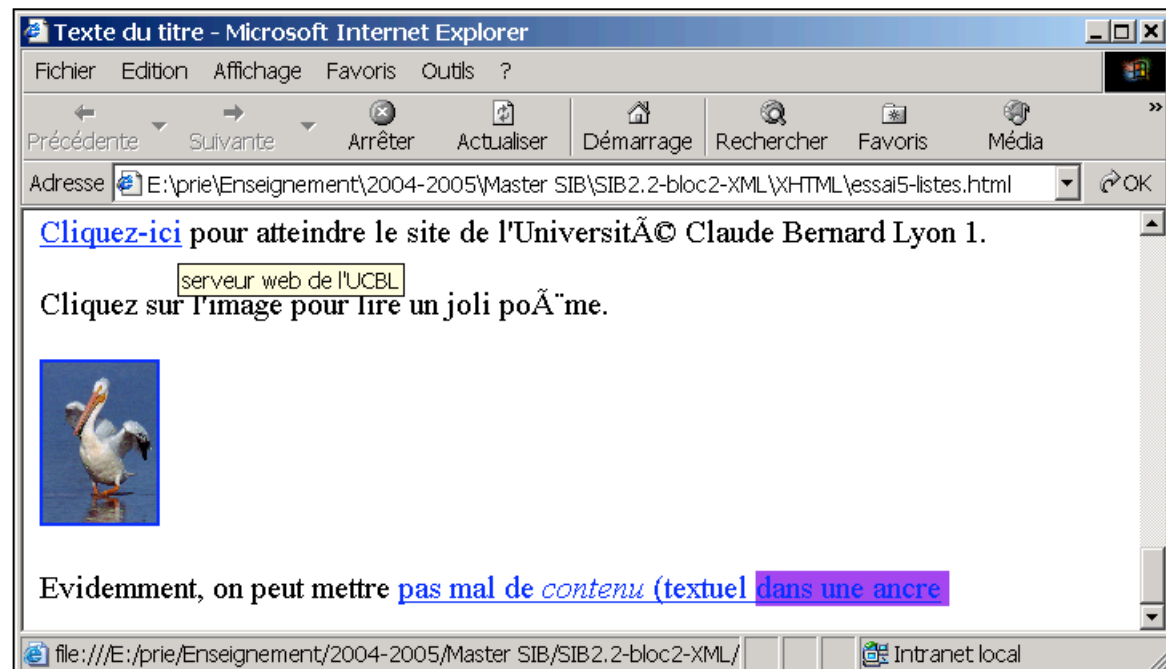 Texte du titre - Microsoft Internet Explorer
Fichier Edition Affichage Favoris Outils ?
Précédente Suivante Arrêter Actualiser Démarrage Rechercher Favoris Média »
Adresse E:\prie\Enseignement\2004-2005\Master SIB\SIB2.2-bloc2-XML\XHTML\essai5-listes.html OK
Cliquez-ici pour atteindre le site de l'UniversitÃ© Claude Bernard Lyon 1.
serveur web de l'UCBL
Cliquez sur l'image pour lire un joli poÃ¨me.
Evidemment, on peut mettre pas mal de contenu (textuel dans une ancre
file:///E:/prie/Enseignement/2004-2005/Master SIB/SIB2.2-bloc2-XML/ Intranet local